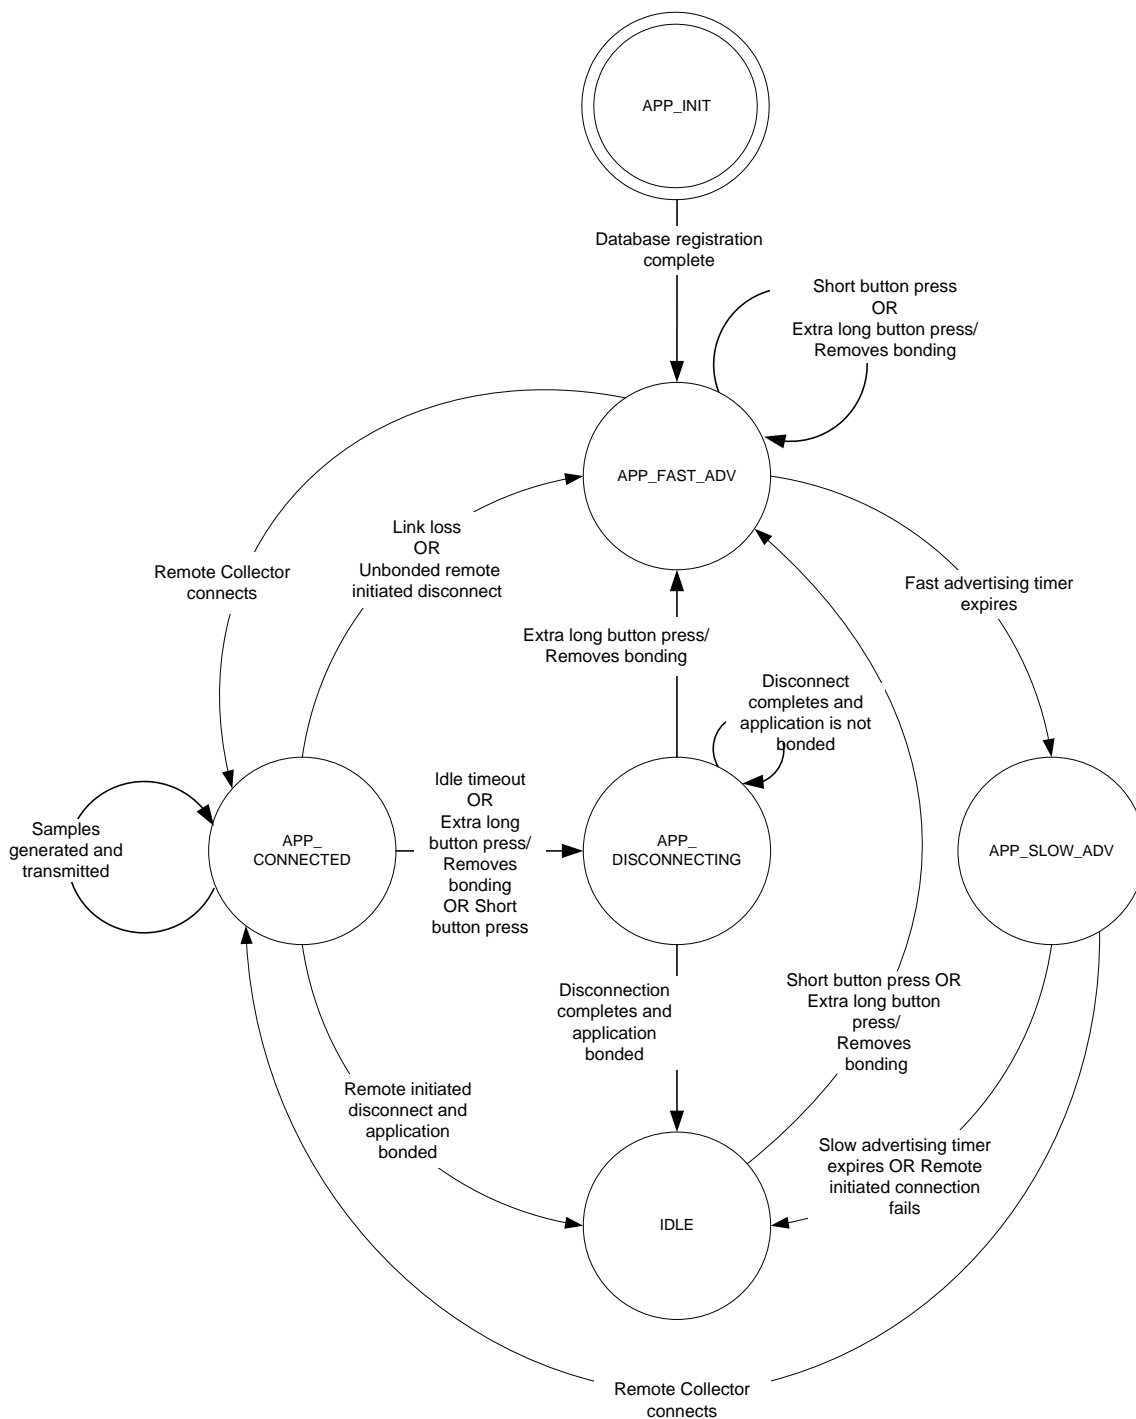 APP_INIT
Database registration
complete
Short button press
OR
Extra long button press/
Removes bonding
APP_FAST_ADV
Link loss
OR
Unbonded remote
initiated disconnect
Remote Collector
connects
Fast advertising timer
expires
Extra long button press/
Removes bonding
Disconnect
completes and
application is not
bonded
Samples
generated and
transmitted
APP_
CONNECTED
Idle timeout
OR
Extra long
button press/
Removes
bonding
OR Short
button press
APP_
DISCONNECTING
APP_SLOW_ADV
Disconnection
completes and
application
bonded
Short button press OR
Extra long button
press/
Removes
bonding
Remote initiated
disconnect and
application
bonded
Slow advertising timer
expires OR Remote
initiated connection
fails
IDLE
Remote Collector
connects